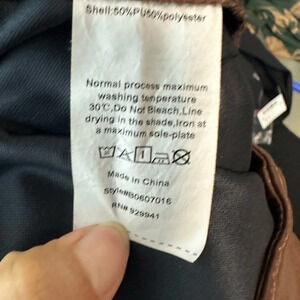 Shell:50%PU50%polyseter
Normal process maximum
washing temperature
30℃,Do Not Bleach,Line
drying in the shade,Iron at
a maximum sole-plate
Made in China
Style#B0607016
RN# 929941